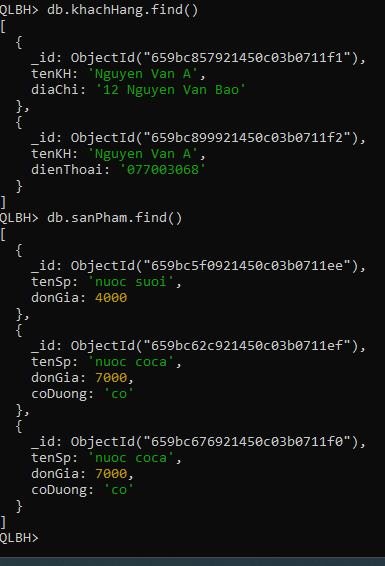 QLBH> db.khachHang.find()
[
  {
    _id: ObjectId("659bc857921450c03b0711f1"),
    tenKH: 'Nguyen Van A',
    diaChi: '12 Nguyen Van Bao'
  },
  {
    _id: ObjectId("659bc899921450c03b0711f2"),
    tenKH: 'Nguyen Van A',
    dienThoai: '077003068'
  }
]
QLBH> db.sanPham.find()
[
  {
    _id: ObjectId("659bc5f0921450c03b0711ee"),
    tenSp: 'nuoc suoi',
    donGia: 4000
  },
  {
    _id: ObjectId("659bc62c921450c03b0711ef"),
    tenSp: 'nuoc coca',
    donGia: 7000,
    coDuong: 'co'
  },
  {
    _id: ObjectId("659bc676921450c03b0711f0"),
    tenSp: 'nuoc coca',
    donGia: 7000,
    coDuong: 'co'
  }
]
QLBH>